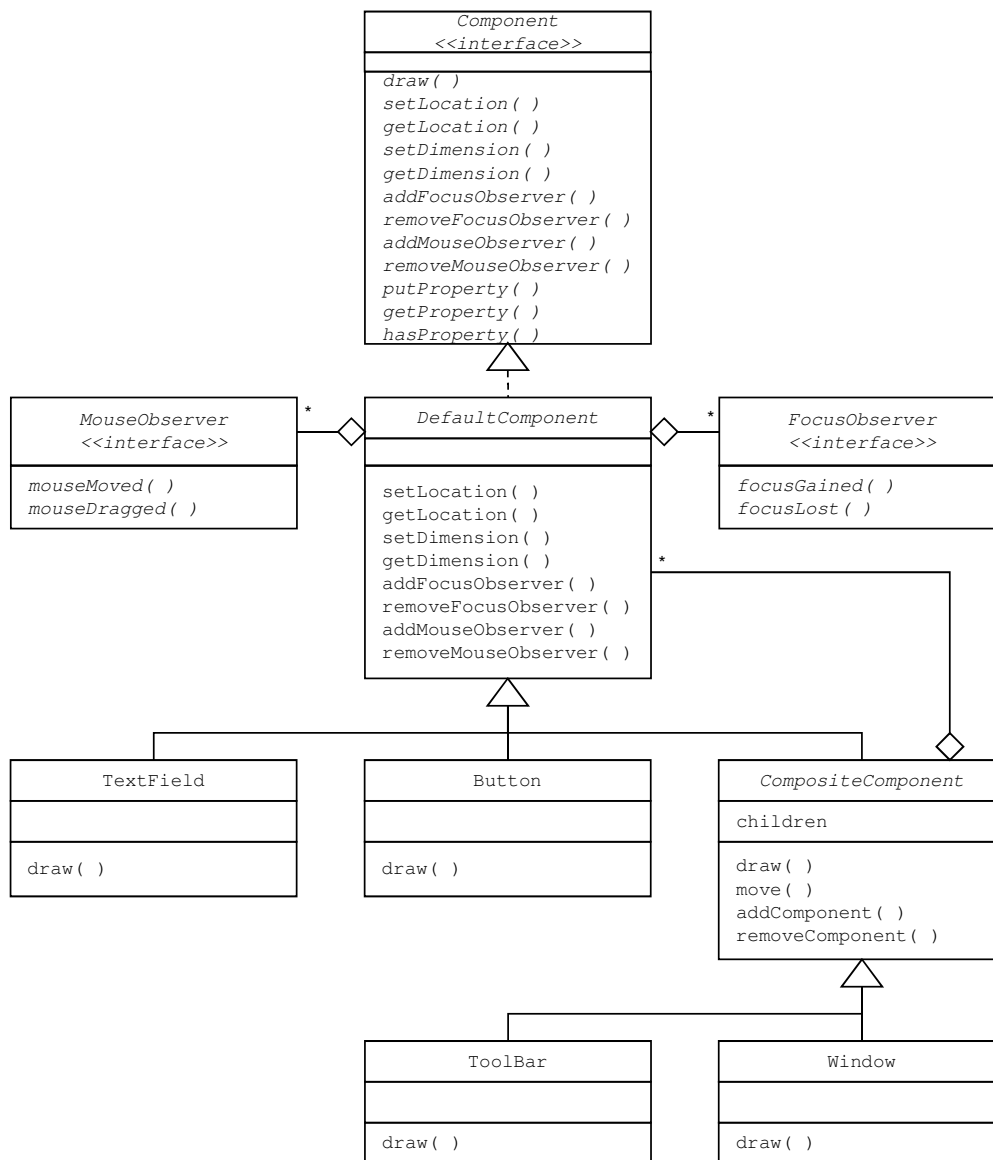 Component
<<interface>>
draw( )
setLocation( )
getLocation( )
setDimension( )
getDimension( )
addFocusObserver( )
removeFocusObserver( )
addMouseObserver( )
removeMouseObserver( )
putProperty( )
getProperty( )
hasProperty( )
MouseObserver
<<interface>>
mouseMoved( )
mouseDragged( )
*
DefaultComponent
setLocation( )
getLocation( )
setDimension( )
getDimension( )
addFocusObserver( )
removeFocusObserver( )
addMouseObserver( )
removeMouseObserver( )
*
FocusObserver
<<interface>>
focusGained( )
focusLost( )
*
TextField
draw( )
Button
draw( )
CompositeComponent
children
draw( )
move( )
addComponent( )
removeComponent( )
ToolBar
draw( )
Window
draw( )